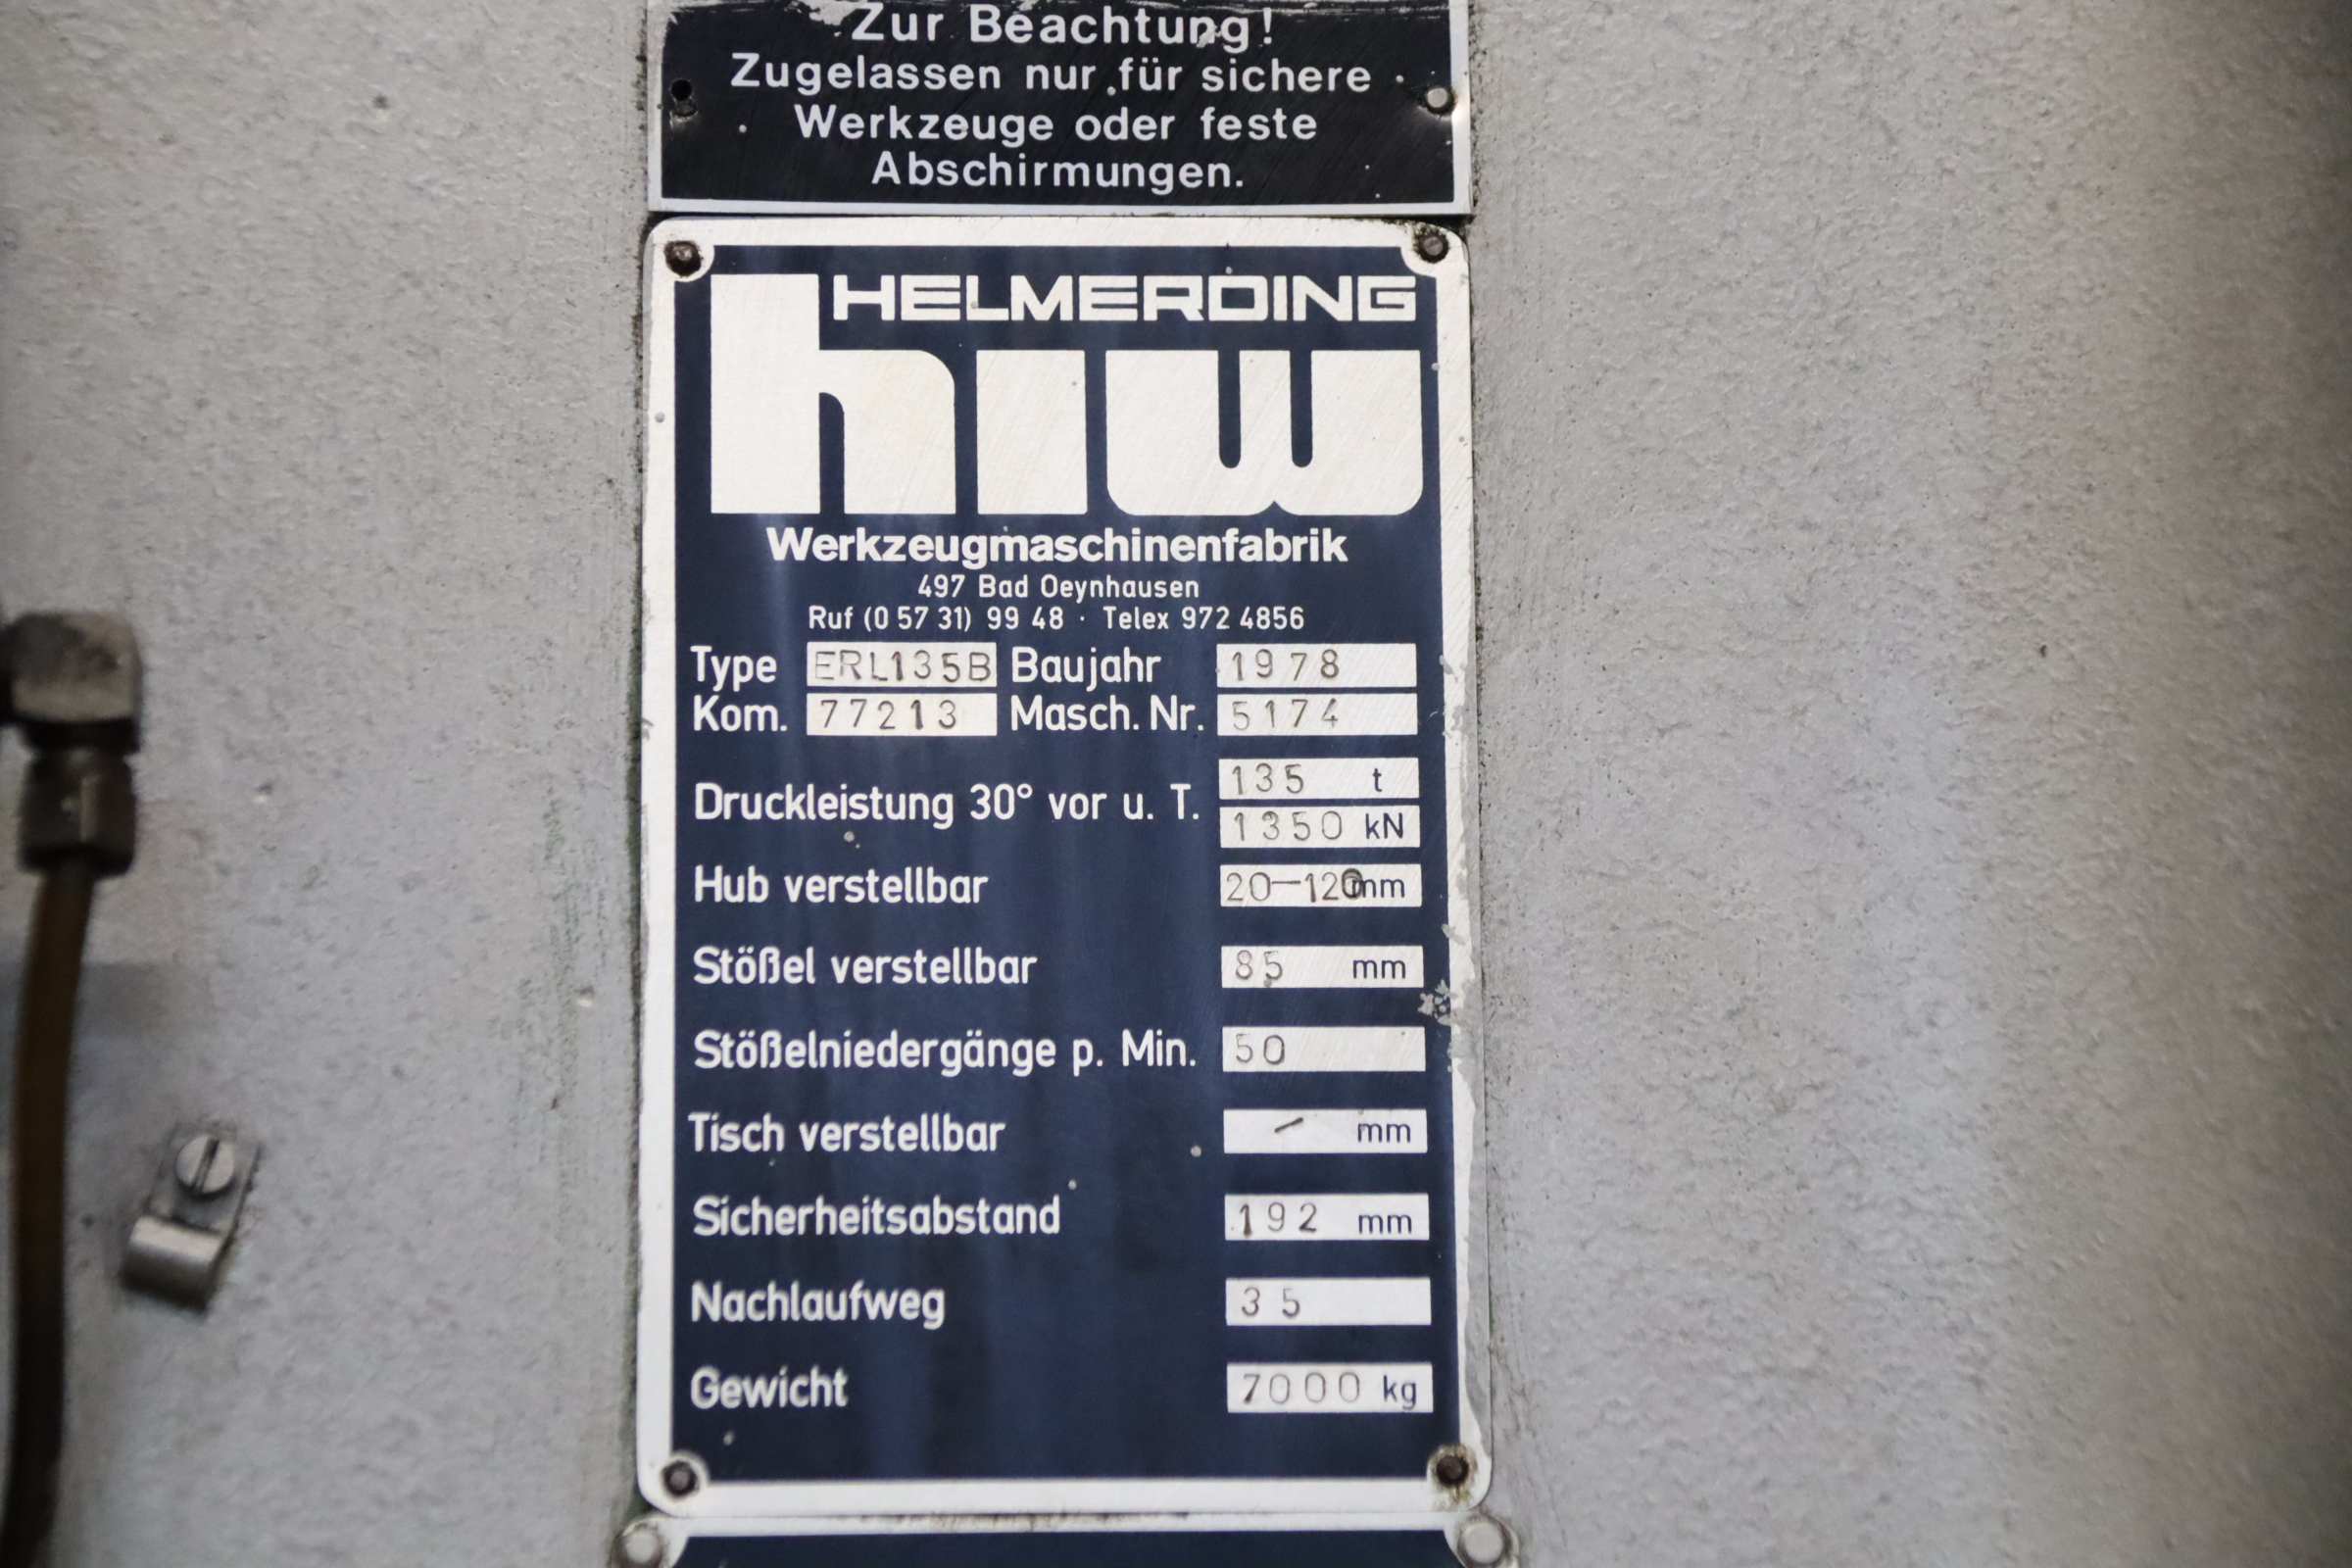 Zur Beachtung!
Zugelassen nur für sichere
Werkzeuge oder feste
Abschirmungen.
HELMERDING
hiw
Werkzeugmaschinenfabrik
497 Bad Oeynhausen
Ruf (0 57 31) 99 48 · Telex 972 4856
Type ERL135B Baujahr 1978
Kom. 77213 Masch. Nr. 5174
Druckleistung 30° vor u. T. 135 t
1350 kN
Hub verstellbar 20-120mm
Stößel verstellbar 85 mm
Stößelniedergänge p. Min. 50
Tisch verstellbar - mm
Sicherheitsabstand 192 mm
Nachlaufweg 35
Gewicht 7000 kg